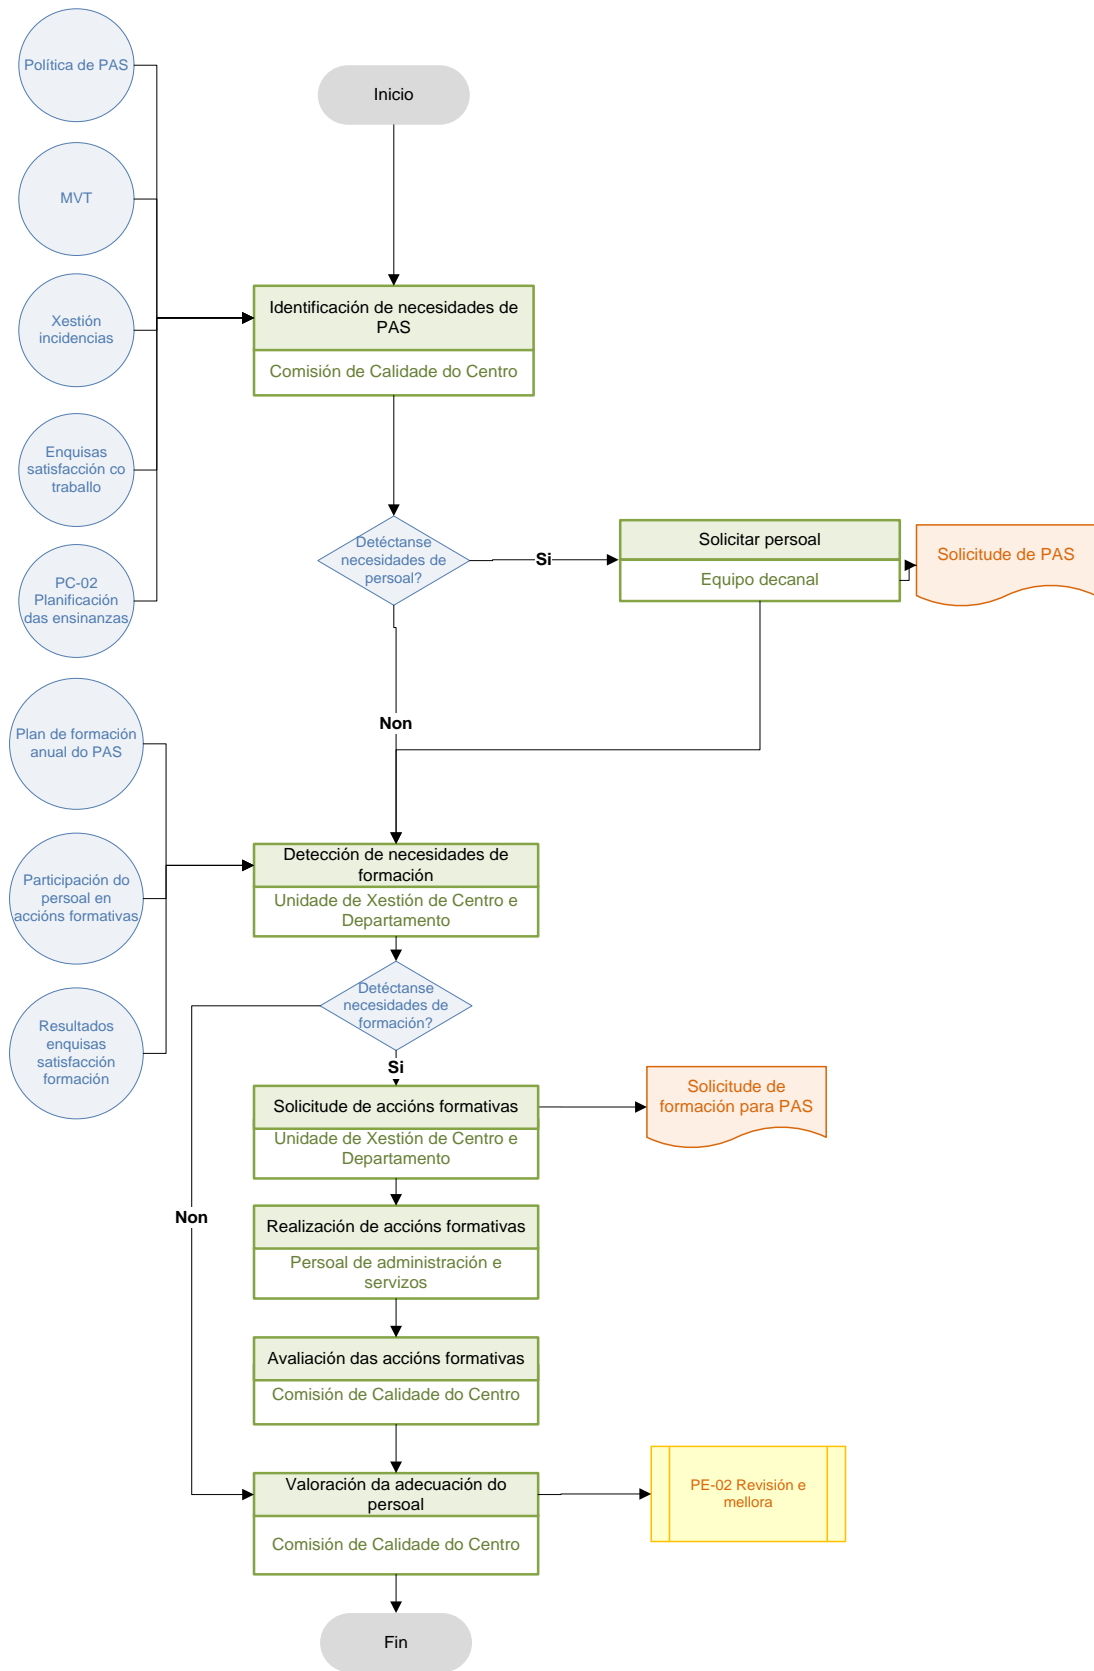 Política de PAS
Inicio
MVT
Xestión
incidencias
Identificación de necesidades de
PAS
Comisión de Calidade do Centro
Enquisas
satisfacción co
traballo
Detéctanse
necesidades de
persoal?
Si
Solicitar persoal
Equipo decanal
Solicitude de PAS
PC-02
Planificación
das ensinanzas
Non
Plan de formación
anual do PAS
Detección de necesidades de
formación
Unidade de Xestión de Centro e
Departamento
Participación do
persoal en
accións formativas
Detéctanse
necesidades de
formación?
Resultados
enquisas
satisfacción
formación
Si
Solicitude de accións formativas
Unidade de Xestión de Centro e
Departamento
Solicitude de
formación para PAS
Non
Realización de accións formativas
Persoal de administración e
servizos
Avaliación das accións formativas
Comisión de Calidade do Centro
Valoración da adecuación do
persoal
Comisión de Calidade do Centro
PE-02 Revisión e
mellora
Fin